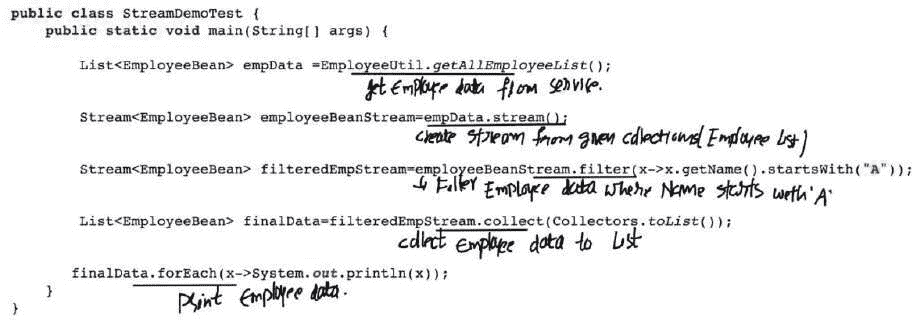 public class StreamDemoTest {
public static void main(String[] args) {
List<EmployeeBean> empData =EmployeeUtil.getAllEmployeeList();
get Employee data from service.
Stream<EmployeeBean> employeeBeanStream=empData.stream();
create stream from given collections(Employee List)
Stream<EmployeeBean> filteredEmpStream=employeeBeanStream.filter(x->x.getName().startsWith("A"));
↳ Filter Employee data where Name starts with 'A'
List<EmployeeBean> finalData=filteredEmpStream.collect(Collectors.toList());
collect Employee data to List
finalData.forEach(x->System.out.println(x));
}
print Employee data.
}